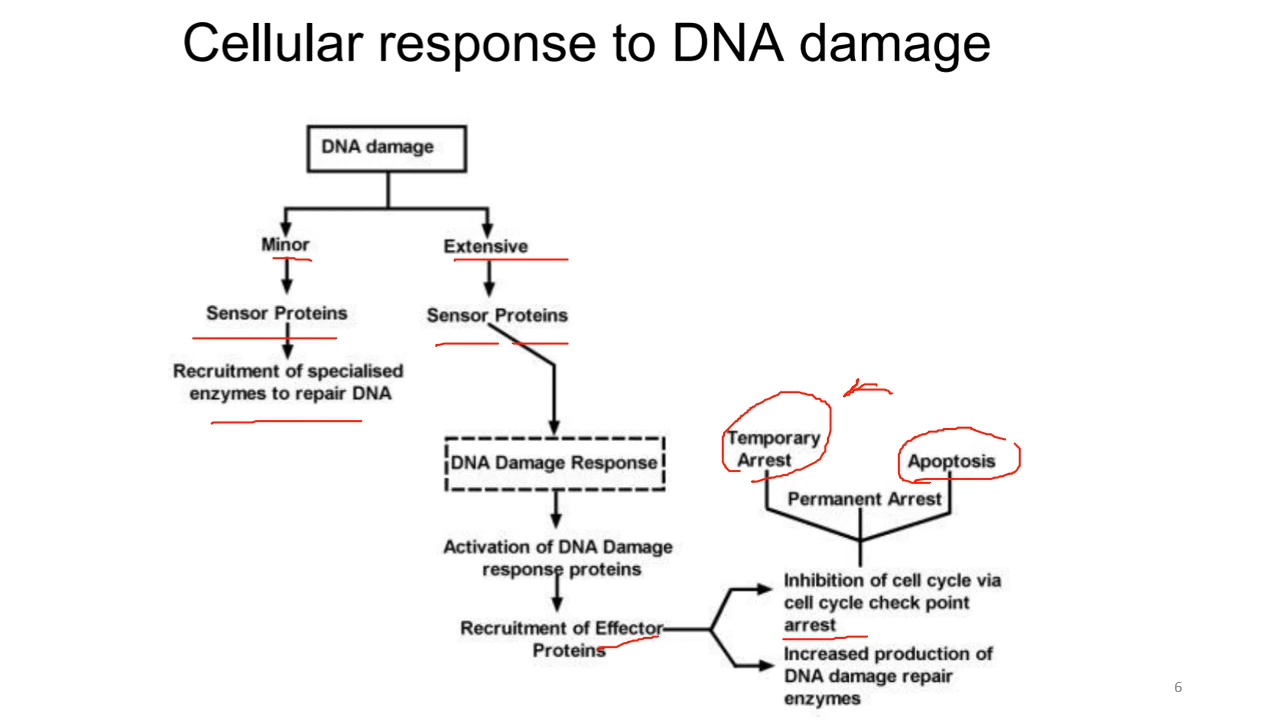 Cellular response to DNA damage
DNA damage
Minor
Extensive
Sensor Proteins
Sensor Proteins
Recruitment of specialised
enzymes to repair DNA
DNA Damage Response
Activation of DNA Damage
response proteins
Recruitment of Effector
Proteins
Temporary
Arrest
Apoptosis
Permanent Arrest
Inhibition of cell cycle via
cell cycle check point
arrest
Increased production of
DNA damage repair
enzymes
6